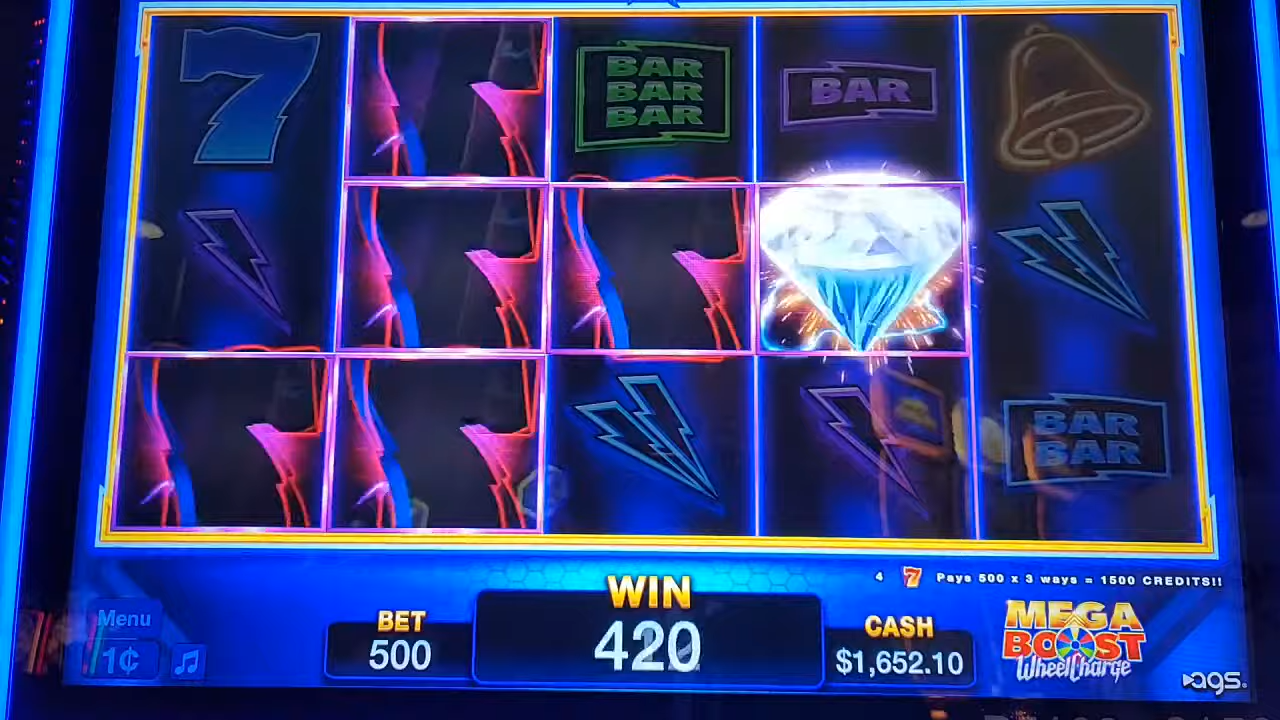 7
BAR
BAR
BAR
BAR
BAR
BAR
4 7 Pays 500 x 3 ways = 1500 CREDITS!!
WIN
420
BET
500
CASH
$1,652.10
Menu
1¢
MEGA
BOOST
WheelCharge
ags